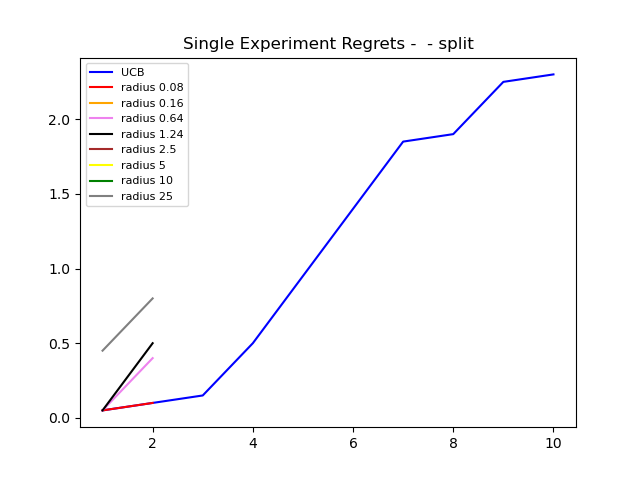 Single Experiment Regrets -  - split
UCB
radius 0.08
radius 0.16
radius 0.64
radius 1.24
radius 2.5
radius 5
radius 10
radius 25
2.0
1.5
1.0
0.5
0.0
2 4 6 8 10